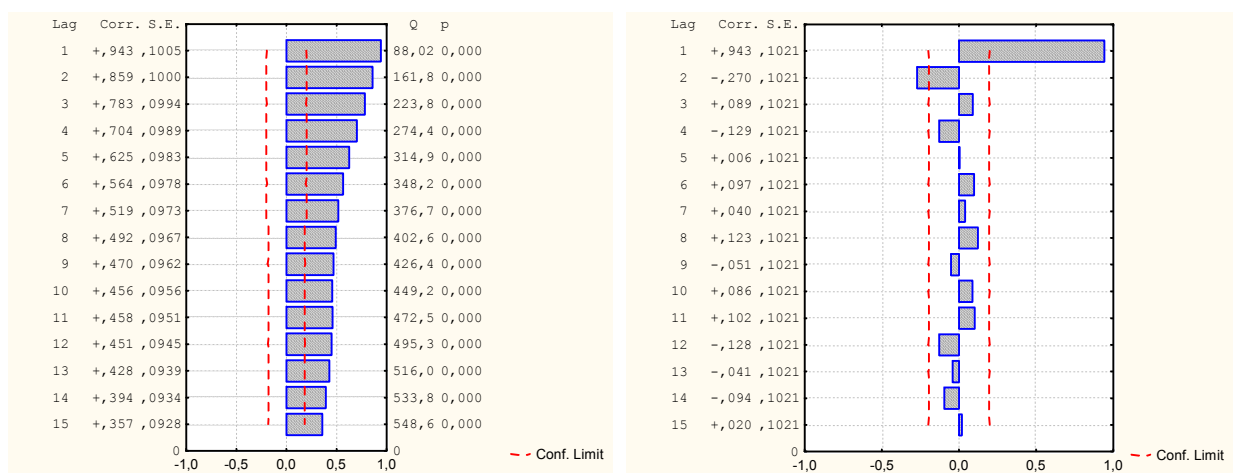 Lag Corr. S.E. Q p
1 +,943 ,1005 88,02 0,000
2 +,859 ,1000 161,8 0,000
3 +,783 ,0994 223,8 0,000
4 +,704 ,0989 274,4 0,000
5 +,625 ,0983 314,9 0,000
6 +,564 ,0978 348,2 0,000
7 +,519 ,0973 376,7 0,000
8 +,492 ,0967 402,6 0,000
9 +,470 ,0962 426,4 0,000
10 +,456 ,0956 449,2 0,000
11 +,458 ,0951 472,5 0,000
12 +,451 ,0945 495,3 0,000
13 +,428 ,0939 516,0 0,000
14 +,394 ,0934 533,8 0,000
15 +,357 ,0928 548,6 0,000
0 0
-1,0 -0,5 0,0 0,5 1,0
Conf. Limit
Lag Corr. S.E.
1 +,943 ,1021
2 -,270 ,1021
3 +,089 ,1021
4 -,129 ,1021
5 +,006 ,1021
6 +,097 ,1021
7 +,040 ,1021
8 +,123 ,1021
9 -,051 ,1021
10 +,086 ,1021
11 +,102 ,1021
12 -,128 ,1021
13 -,041 ,1021
14 -,094 ,1021
15 +,020 ,1021
0
-1,0 -0,5 0,0 0,5 1,0
Conf. Limit